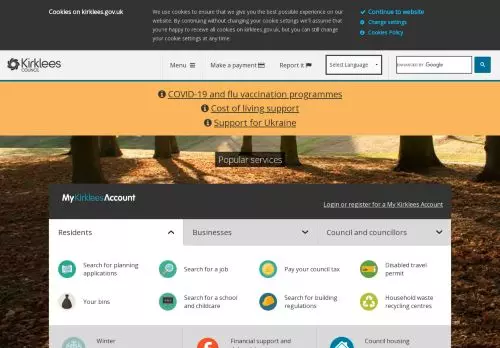 Cookies on kirklees.gov.uk
We use cookies to ensure that we give you the best possible experience on our
website. By continuing without changing your cookie settings we'll assume that
you're happy to receive all cookies on kirklees.gov.uk, but you can still change
your cookie settings at any time.
Continue to website
Change settings
Cookies Policy
Kirklees
COUNCIL
Menu
Make a payment
Report it
Select Language
ENHANCED BY Google
COVID-19 and flu vaccination programmes
Cost of living support
Support for Ukraine
Popular services
MyKirkleesAccount
Login or register for a My Kirklees Account
Residents
Businesses
Council and councillors
Search for planning
applications
Search for a job
Pay your council tax
Disabled travel
permit
Your bins
Search for a school
and childcare
Search for building
regulations
Household waste
recycling centres
Winter
Financial support and
Council housing